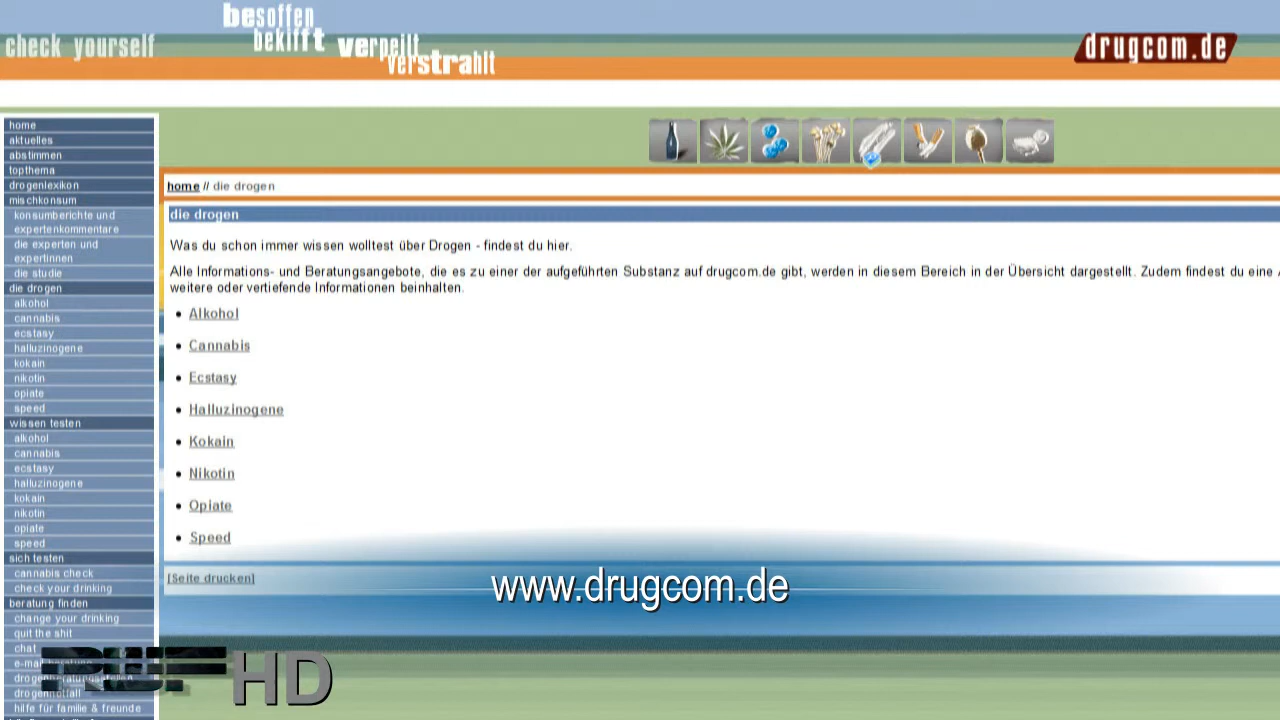 check yourself
besoffen
bekifft verpeilt
verstrahlt
drugcom.de
home
aktuelles
abstimmen
topthema
drogenlexikon
mischkonsum
konsumberichte und
expertenkommentare
die experten und
expertinnen
die studie
die drogen
alkohol
cannabis
ecstasy
halluzinogene
kokain
nikotin
opiate
speed
wissen testen
alkohol
cannabis
ecstasy
halluzinogene
kokain
nikotin
opiate
speed
sich testen
cannabis check
check your drinking
beratung finden
change your drinking
quit the shit
chat
e-mail-beratung
drogenberatungsstellen
drogennotfall
hilfe für familie & freunde
home // die drogen
die drogen
Was du schon immer wissen wolltest über Drogen - findest du hier.
Alle Informations- und Beratungsangebote, die es zu einer der aufgeführten Substanz auf drugcom.de gibt, werden in diesem Bereich in der Übersicht dargestellt. Zudem findest du eine
weitere oder vertiefende Informationen beinhalten.
• Alkohol
• Cannabis
• Ecstasy
• Halluzinogene
• Kokain
• Nikotin
• Opiate
• Speed
[Seite drucken]
www.drugcom.de
RWF HD